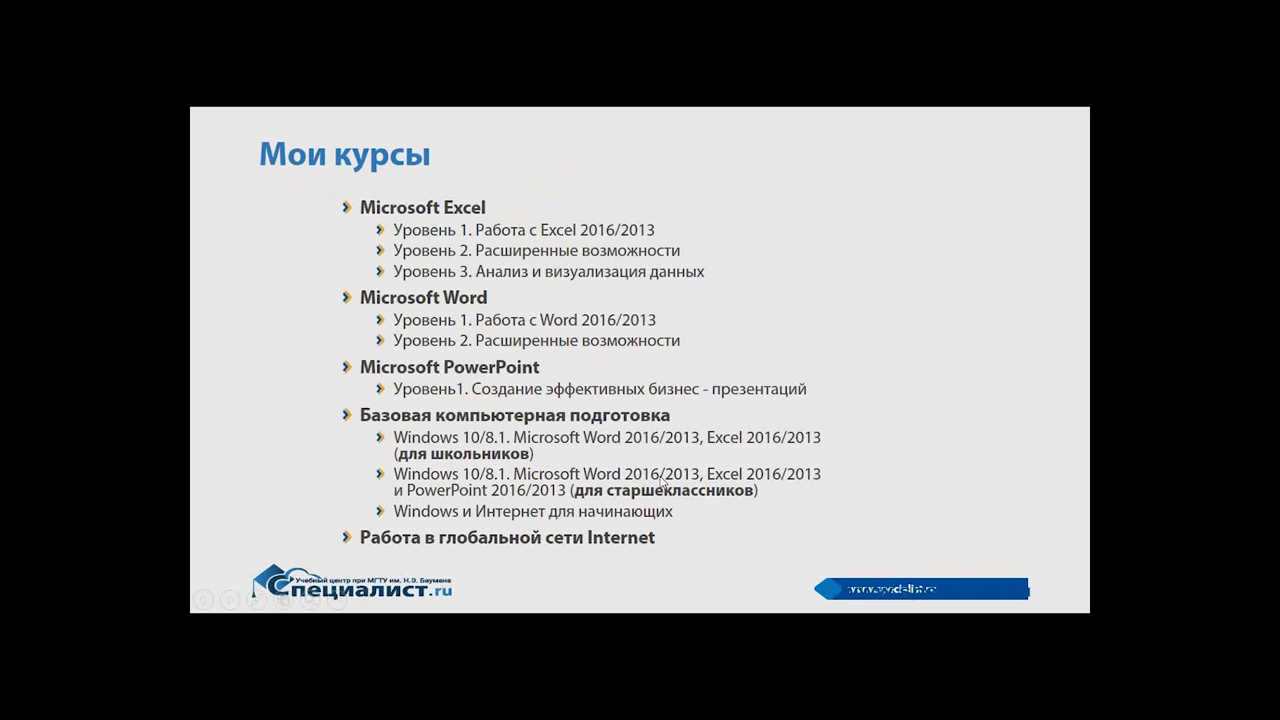 Мои курсы
Microsoft Excel
Уровень 1. Работа с Excel 2016/2013
Уровень 2. Расширенные возможности
Уровень 3. Анализ и визуализация данных
Microsoft Word
Уровень 1. Работа с Word 2016/2013
Уровень 2. Расширенные возможности
Microsoft PowerPoint
Уровень1. Создание эффективных бизнес - презентаций
Базовая компьютерная подготовка
Windows 10/8.1. Microsoft Word 2016/2013, Excel 2016/2013
(для школьников)
Windows 10/8.1. Microsoft Word 2016/2013, Excel 2016/2013
и PowerPoint 2016/2013 (для старшеклассников)
Windows и Интернет для начинающих
Работа в глобальной сети Internet
Учебный центр при МГТУ им. Н.Э. Баумана
Специалист.ru